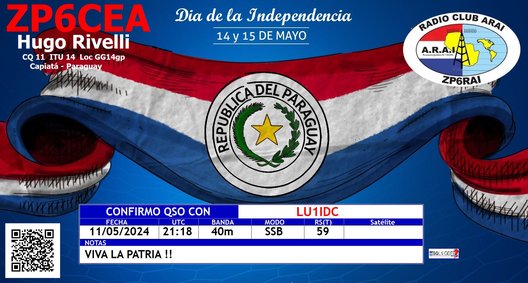 ZP6CEA
Hugo Rivelli
CQ 11 ITU 14 Loc GG14gp
Capiatá - Paraguay
Dia de la Independencia
14 y 15 DE MAYO
RADIO CLUB ARAI
A.R.A.I
ZP6RAI
REPUBLICA DEL PARAGUAY
CONFIRMO QSO CON LU1IDC
FECHA UTC BANDA MODO RS(T) Satélite
11/05/2024 21:18 40m SSB 59
NOTAS
VIVA LA PATRIA !!